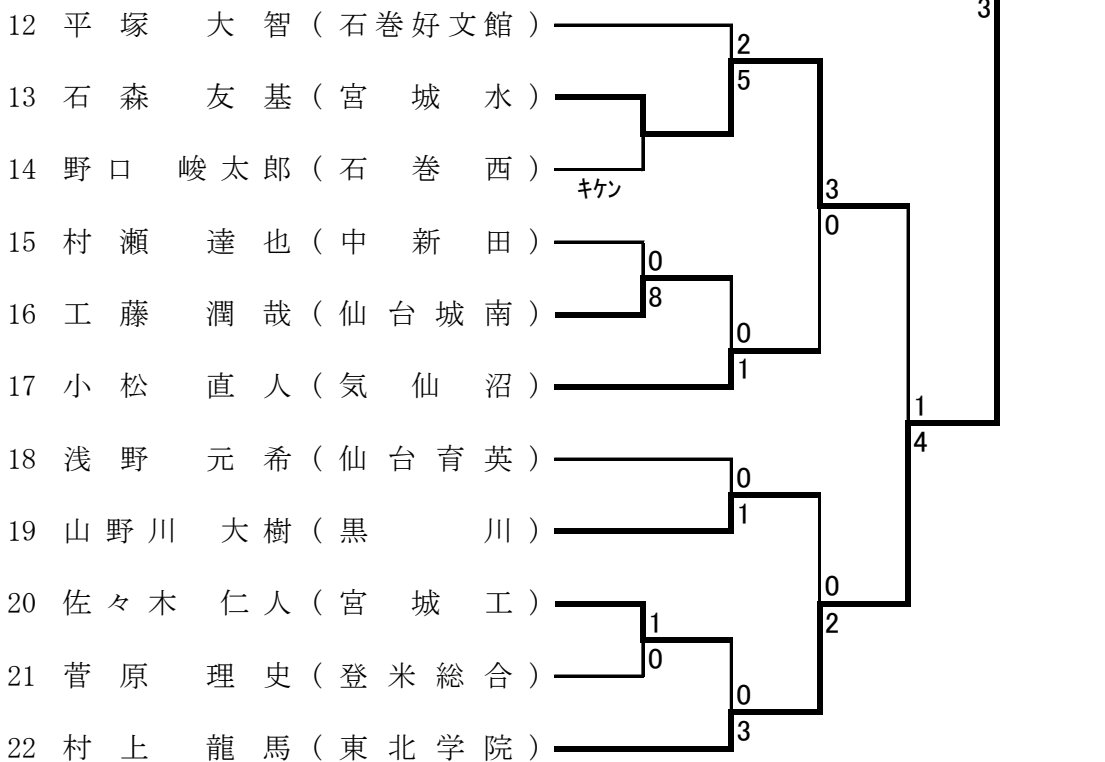 3
12 平塚 大智(石巻好文館)
2
5
13 石森 友基(宮城水)
14 野口 峻太郎(石巻西)
キケン
3
0
15 村瀬 達也(中新田)
0
8
16 工藤 潤哉(仙台城南)
0
1
17 小松 直人(気仙沼)
1
4
18 浅野 元希(仙台育英)
0
1
19 山野川 大樹(黒川)
20 佐々木 仁人(宮城工)
0
2
1
0
21 菅原 理史(登米総合)
0
3
22 村上 龍馬(東北学院)